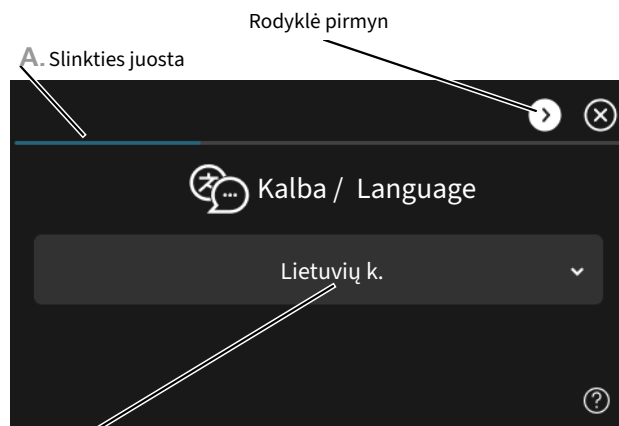 Rodyklė pirmyn
A. Slinkties juosta
Kalba / Language
Lietuvių k.